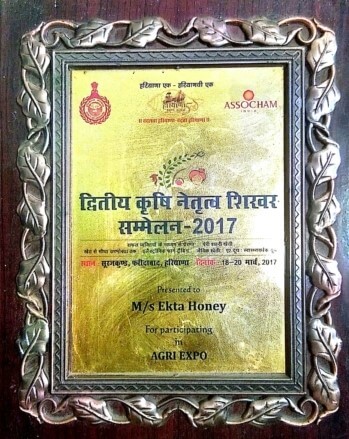 हरियाणा एक - हरियाणवी एक
ASSOCHAM
INDIA
द्वितीय कृषि नेतृत्व शिखर
सम्मेलन-2017
स्थान: सूरजकुण्ड, फरीदाबाद, हरियाणा दिनांक: 18-20 मार्च, 2017
Presented to
M/s Ekta Honey
For participating
in
AGRI EXPO